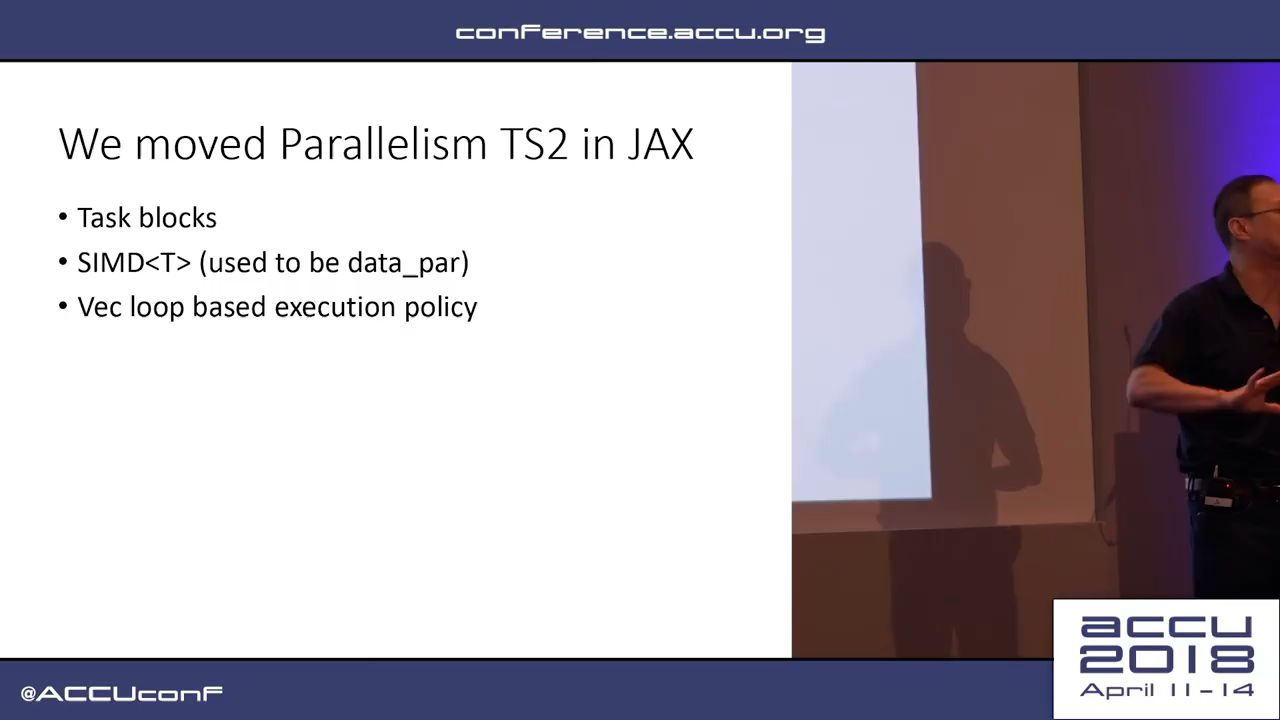 conference.accu.org
We moved Parallelism TS2 in JAX
• Task blocks
• SIMD<T> (used to be data_par)
• Vec loop based execution policy
accu
2018
April 11-14
@ACCUconf